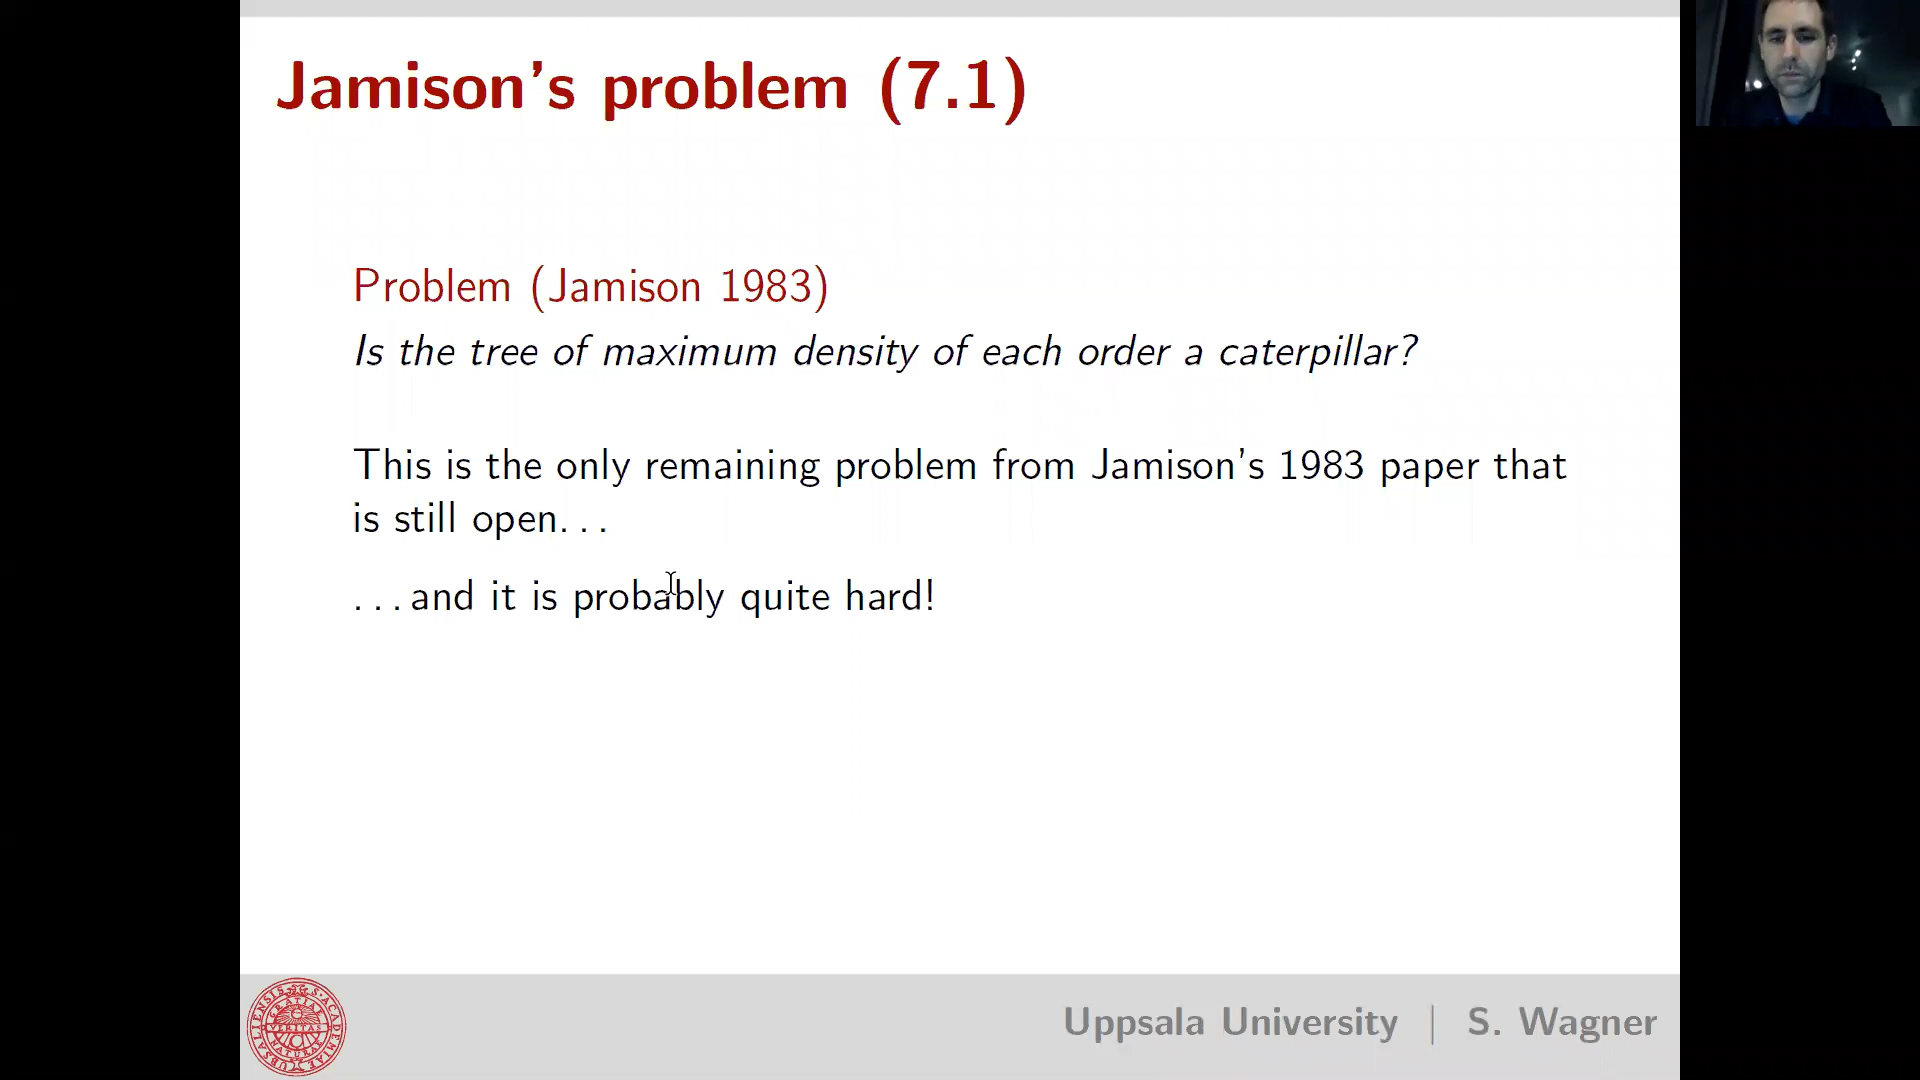 Jamison's problem (7.1)
Problem (Jamison 1983)
Is the tree of maximum density of each order a caterpillar?
This is the only remaining problem from Jamison's 1983 paper that
is still open...
...and it is probably quite hard!
Uppsala University | S. Wagner